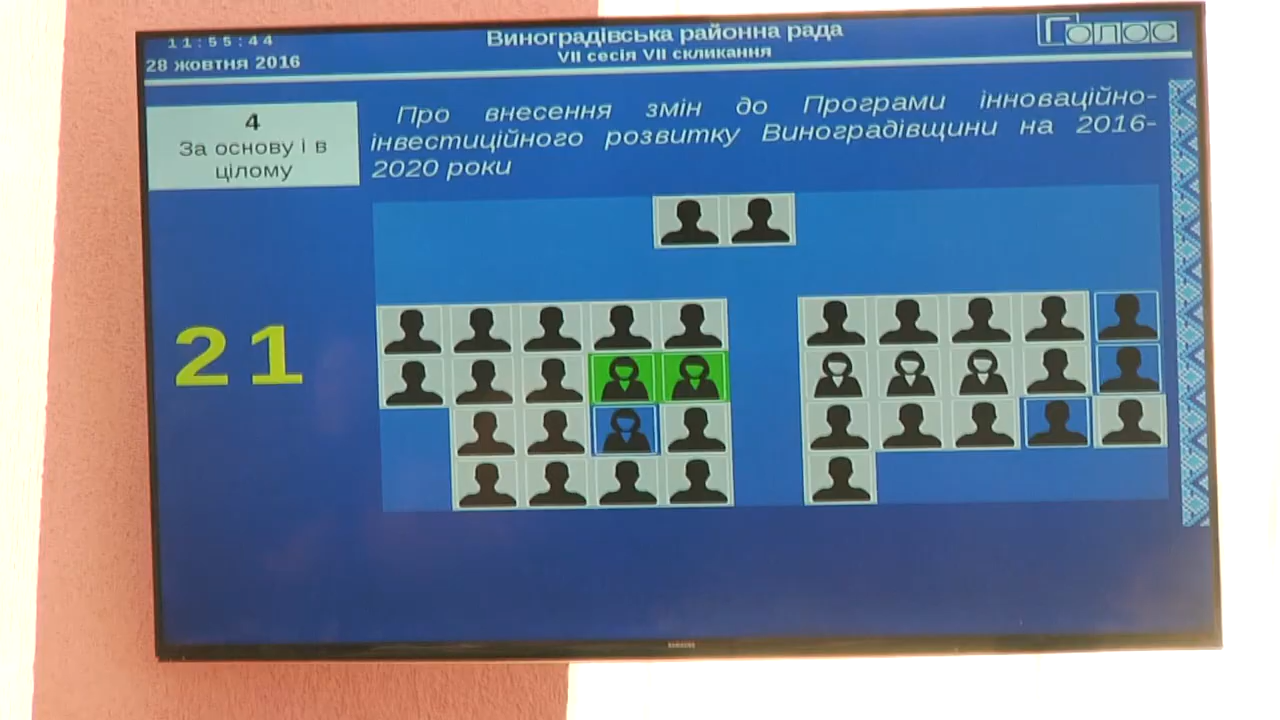 11:55:44
28 жовтня 2016
Виноградівська районна рада
VII сесія VII скликання
Голос
4
За основу і в
цілому
Про внесення змін до Програми інноваційно-
інвестиційного розвитку Виноградівщини на 2016-
2020 роки
21
SAMSUNG